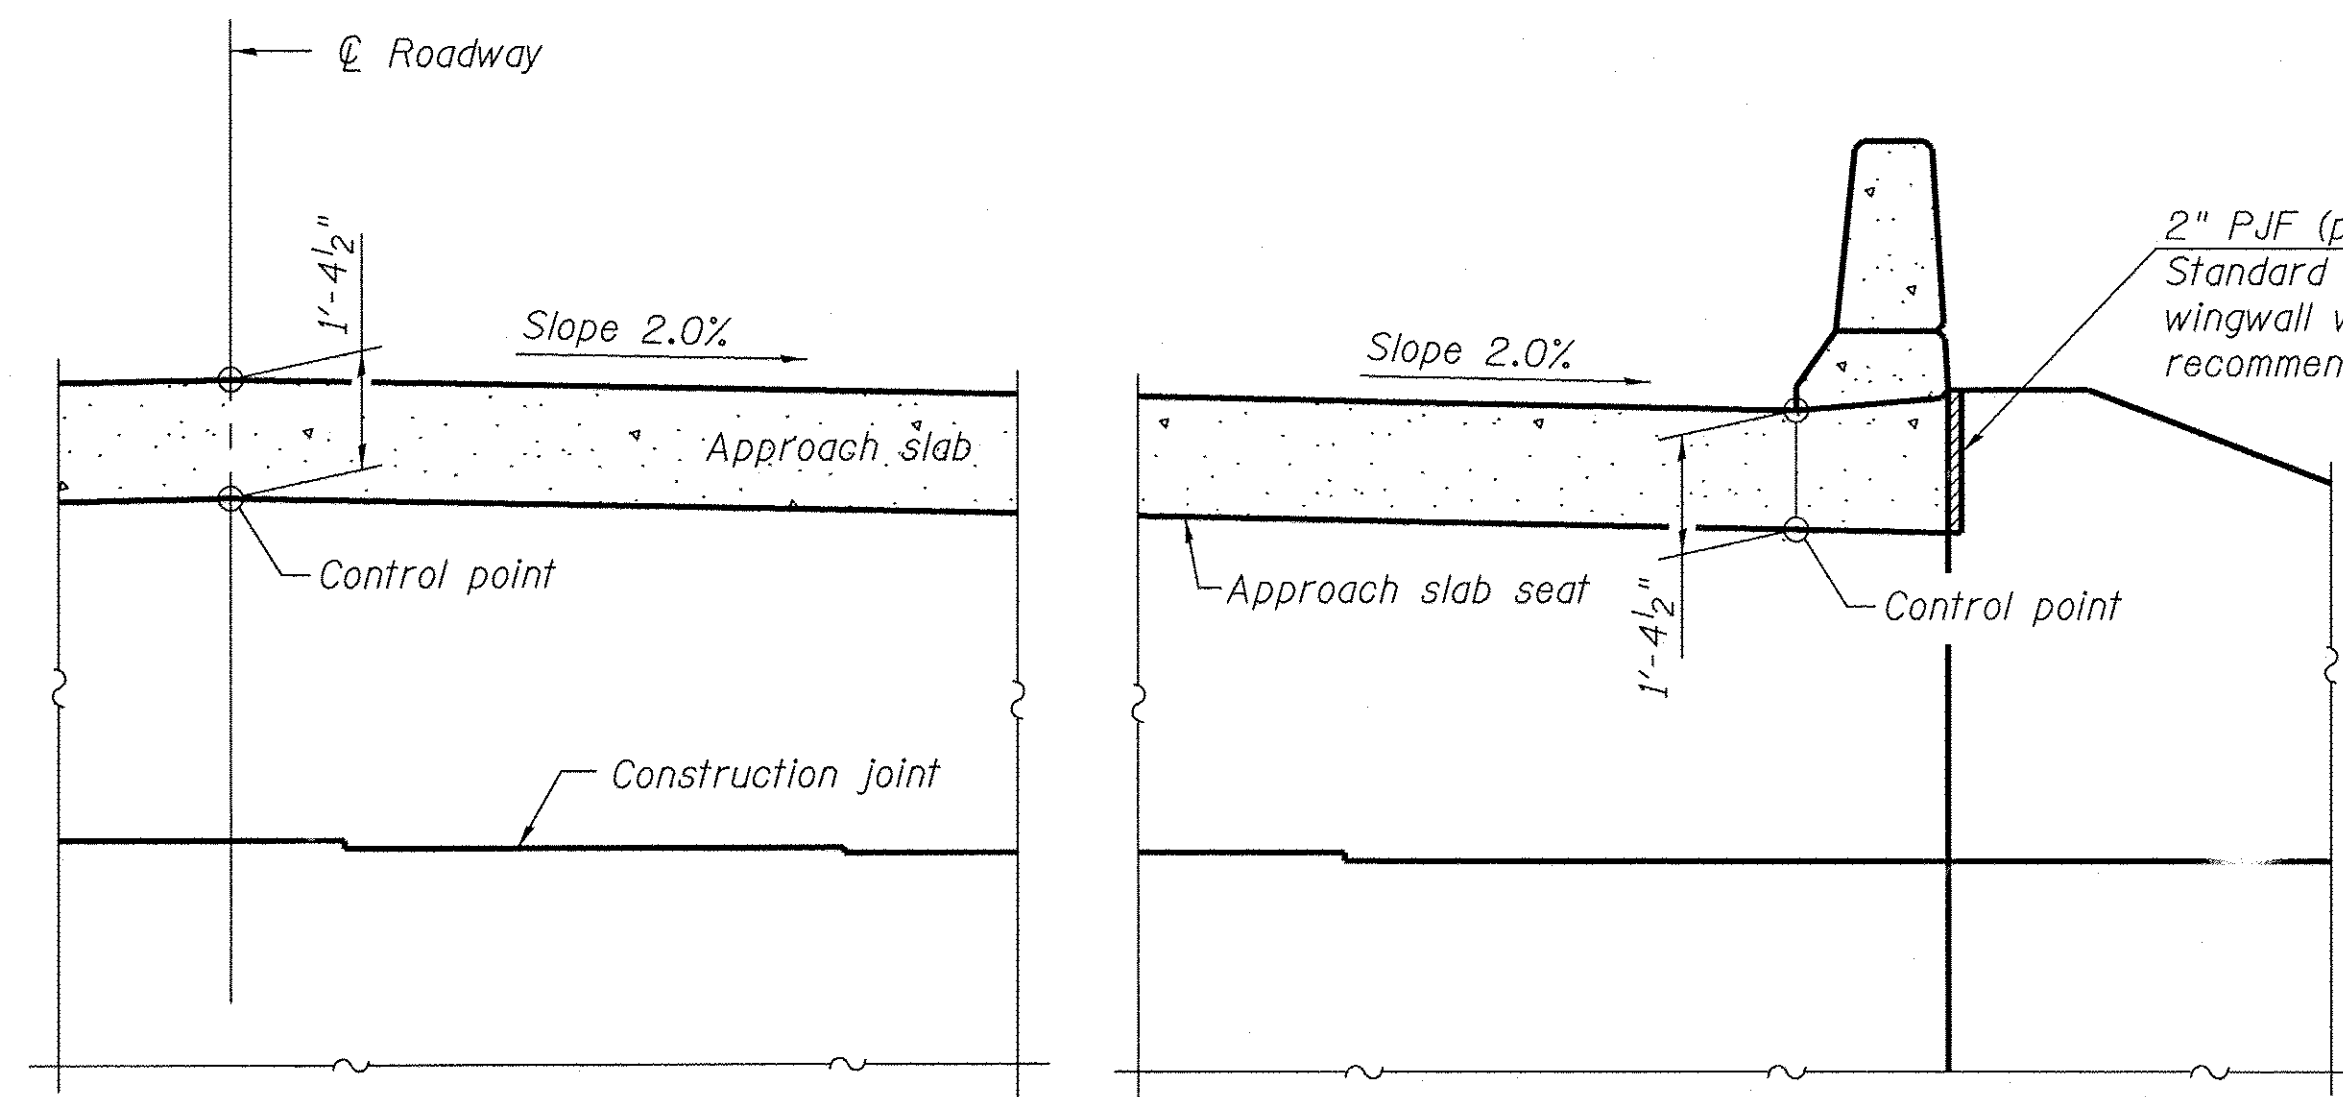 ℄ Roadway
1'-4½"
Slope 2.0%
Approach slab
Control point
Construction joint
Slope 2.0%
2" PJF (p
Standard
wingwall
recommen
Approach slab seat
1'-4½"
Control point